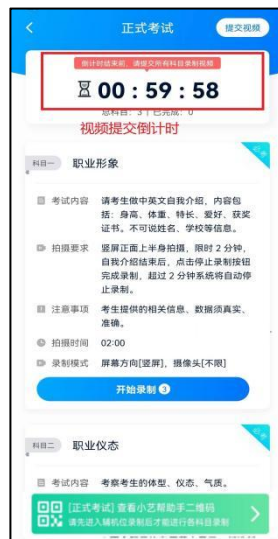 正式考试
提交视频
倒计时结束前，请提交所有科目录制视频
00 : 59 : 58
总科目：3 | 已完成：0
视频提交倒计时
必考
科目一 职业形象
考试内容 请考生做中英文自我介绍，内容包
括：身高、体重、特长、爱好、获奖
证书。不可说姓名、学校等信息。
拍摄要求 竖屏正面上半身拍摄，限时 2 分钟，
自我介绍结束后，点击停止录制按钮
完成录制，超过 2 分钟系统将自动停
止录制。
注意事项 考生提供的相关信息、数据须真实、
准确。
拍摄时间 02:00
录制模式 屏幕方向[竖屏]，摄像头[不限]
开始录制 3
必考
科目二 职业仪态
考试内容 考察考生的体型、仪态、气质。
[正式考试] 查看小艺帮助手二维码
请先进入辅机位录制后才能进行各科目录制